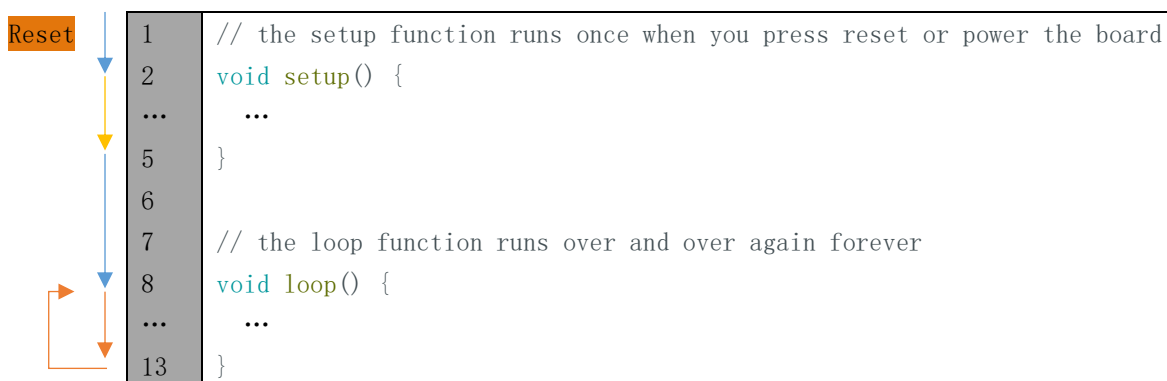 Reset 1 // the setup function runs once when you press reset or power the board
2 void setup() {
… …
5 }
6
7 // the loop function runs over and over again forever
8 void loop() {
… …
13 }